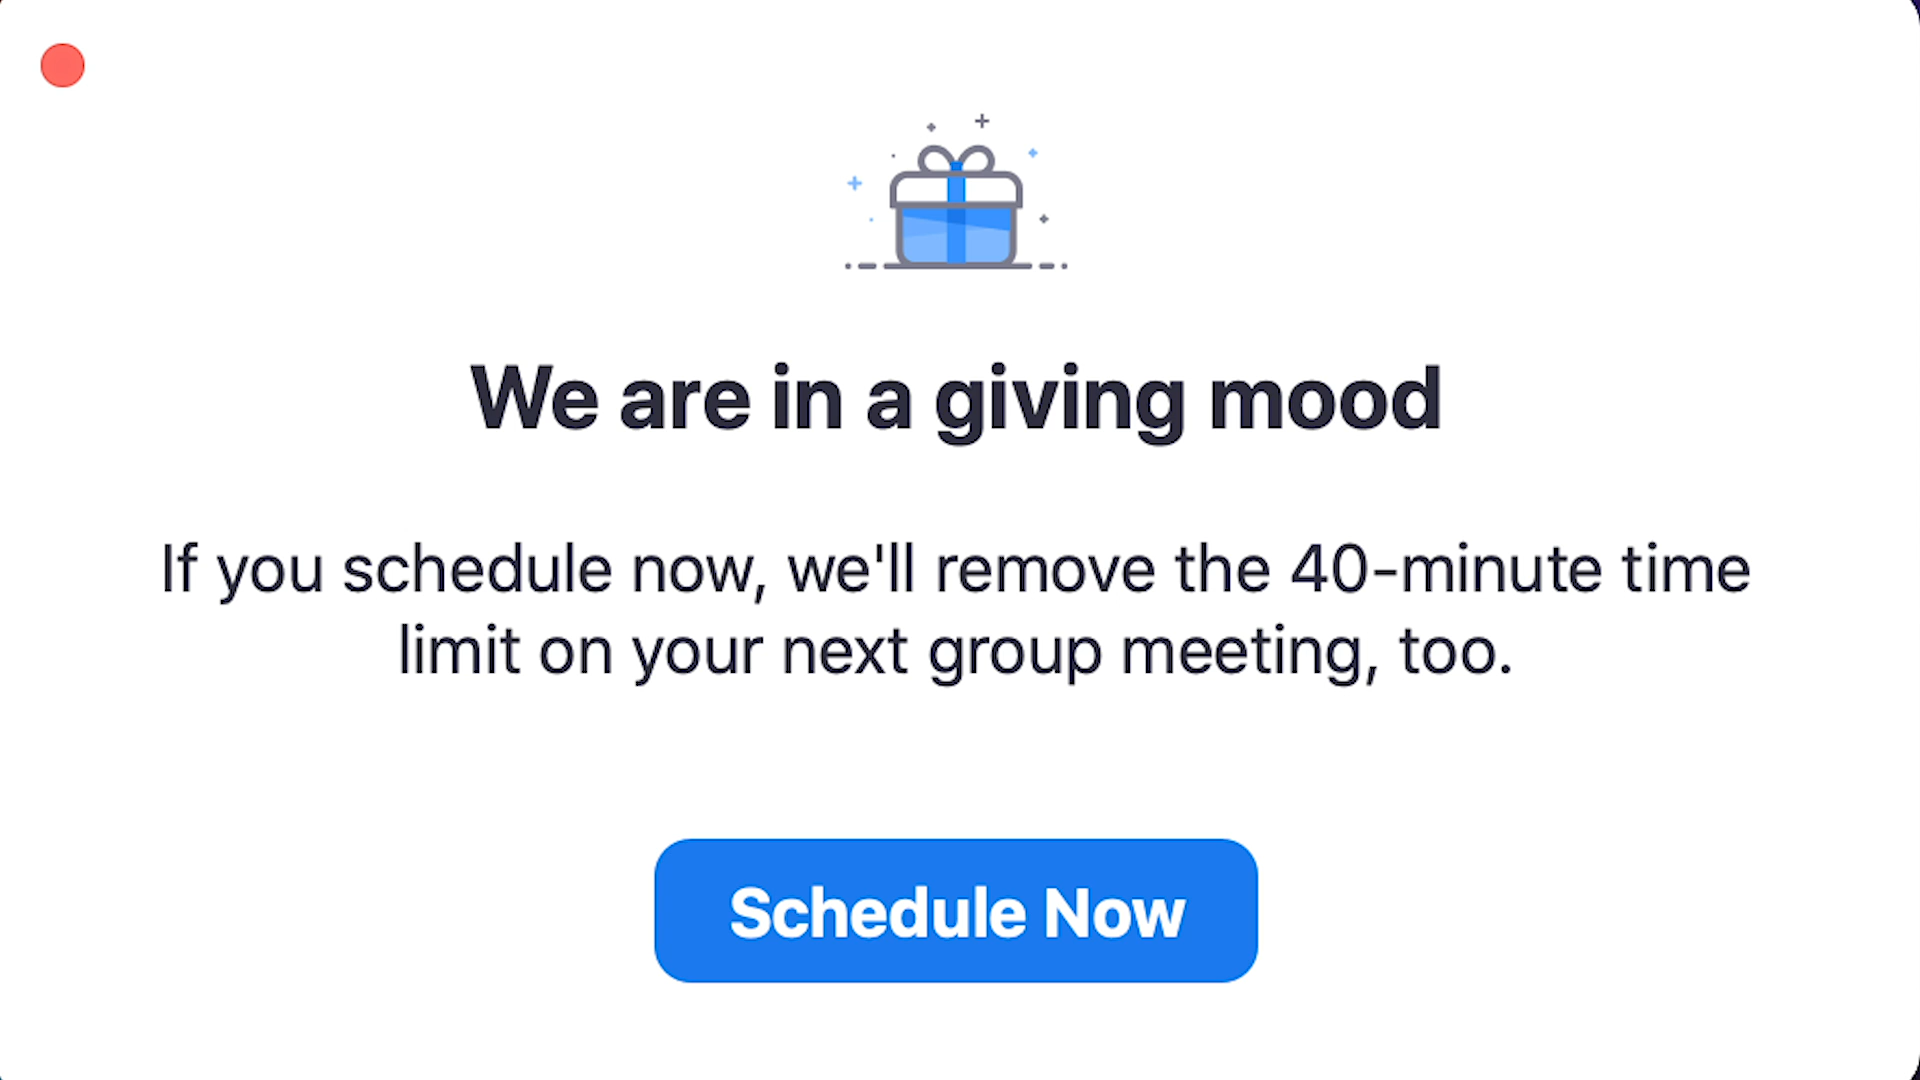 We are in a giving mood
If you schedule now, we'll remove the 40-minute time
limit on your next group meeting, too.
Schedule Now